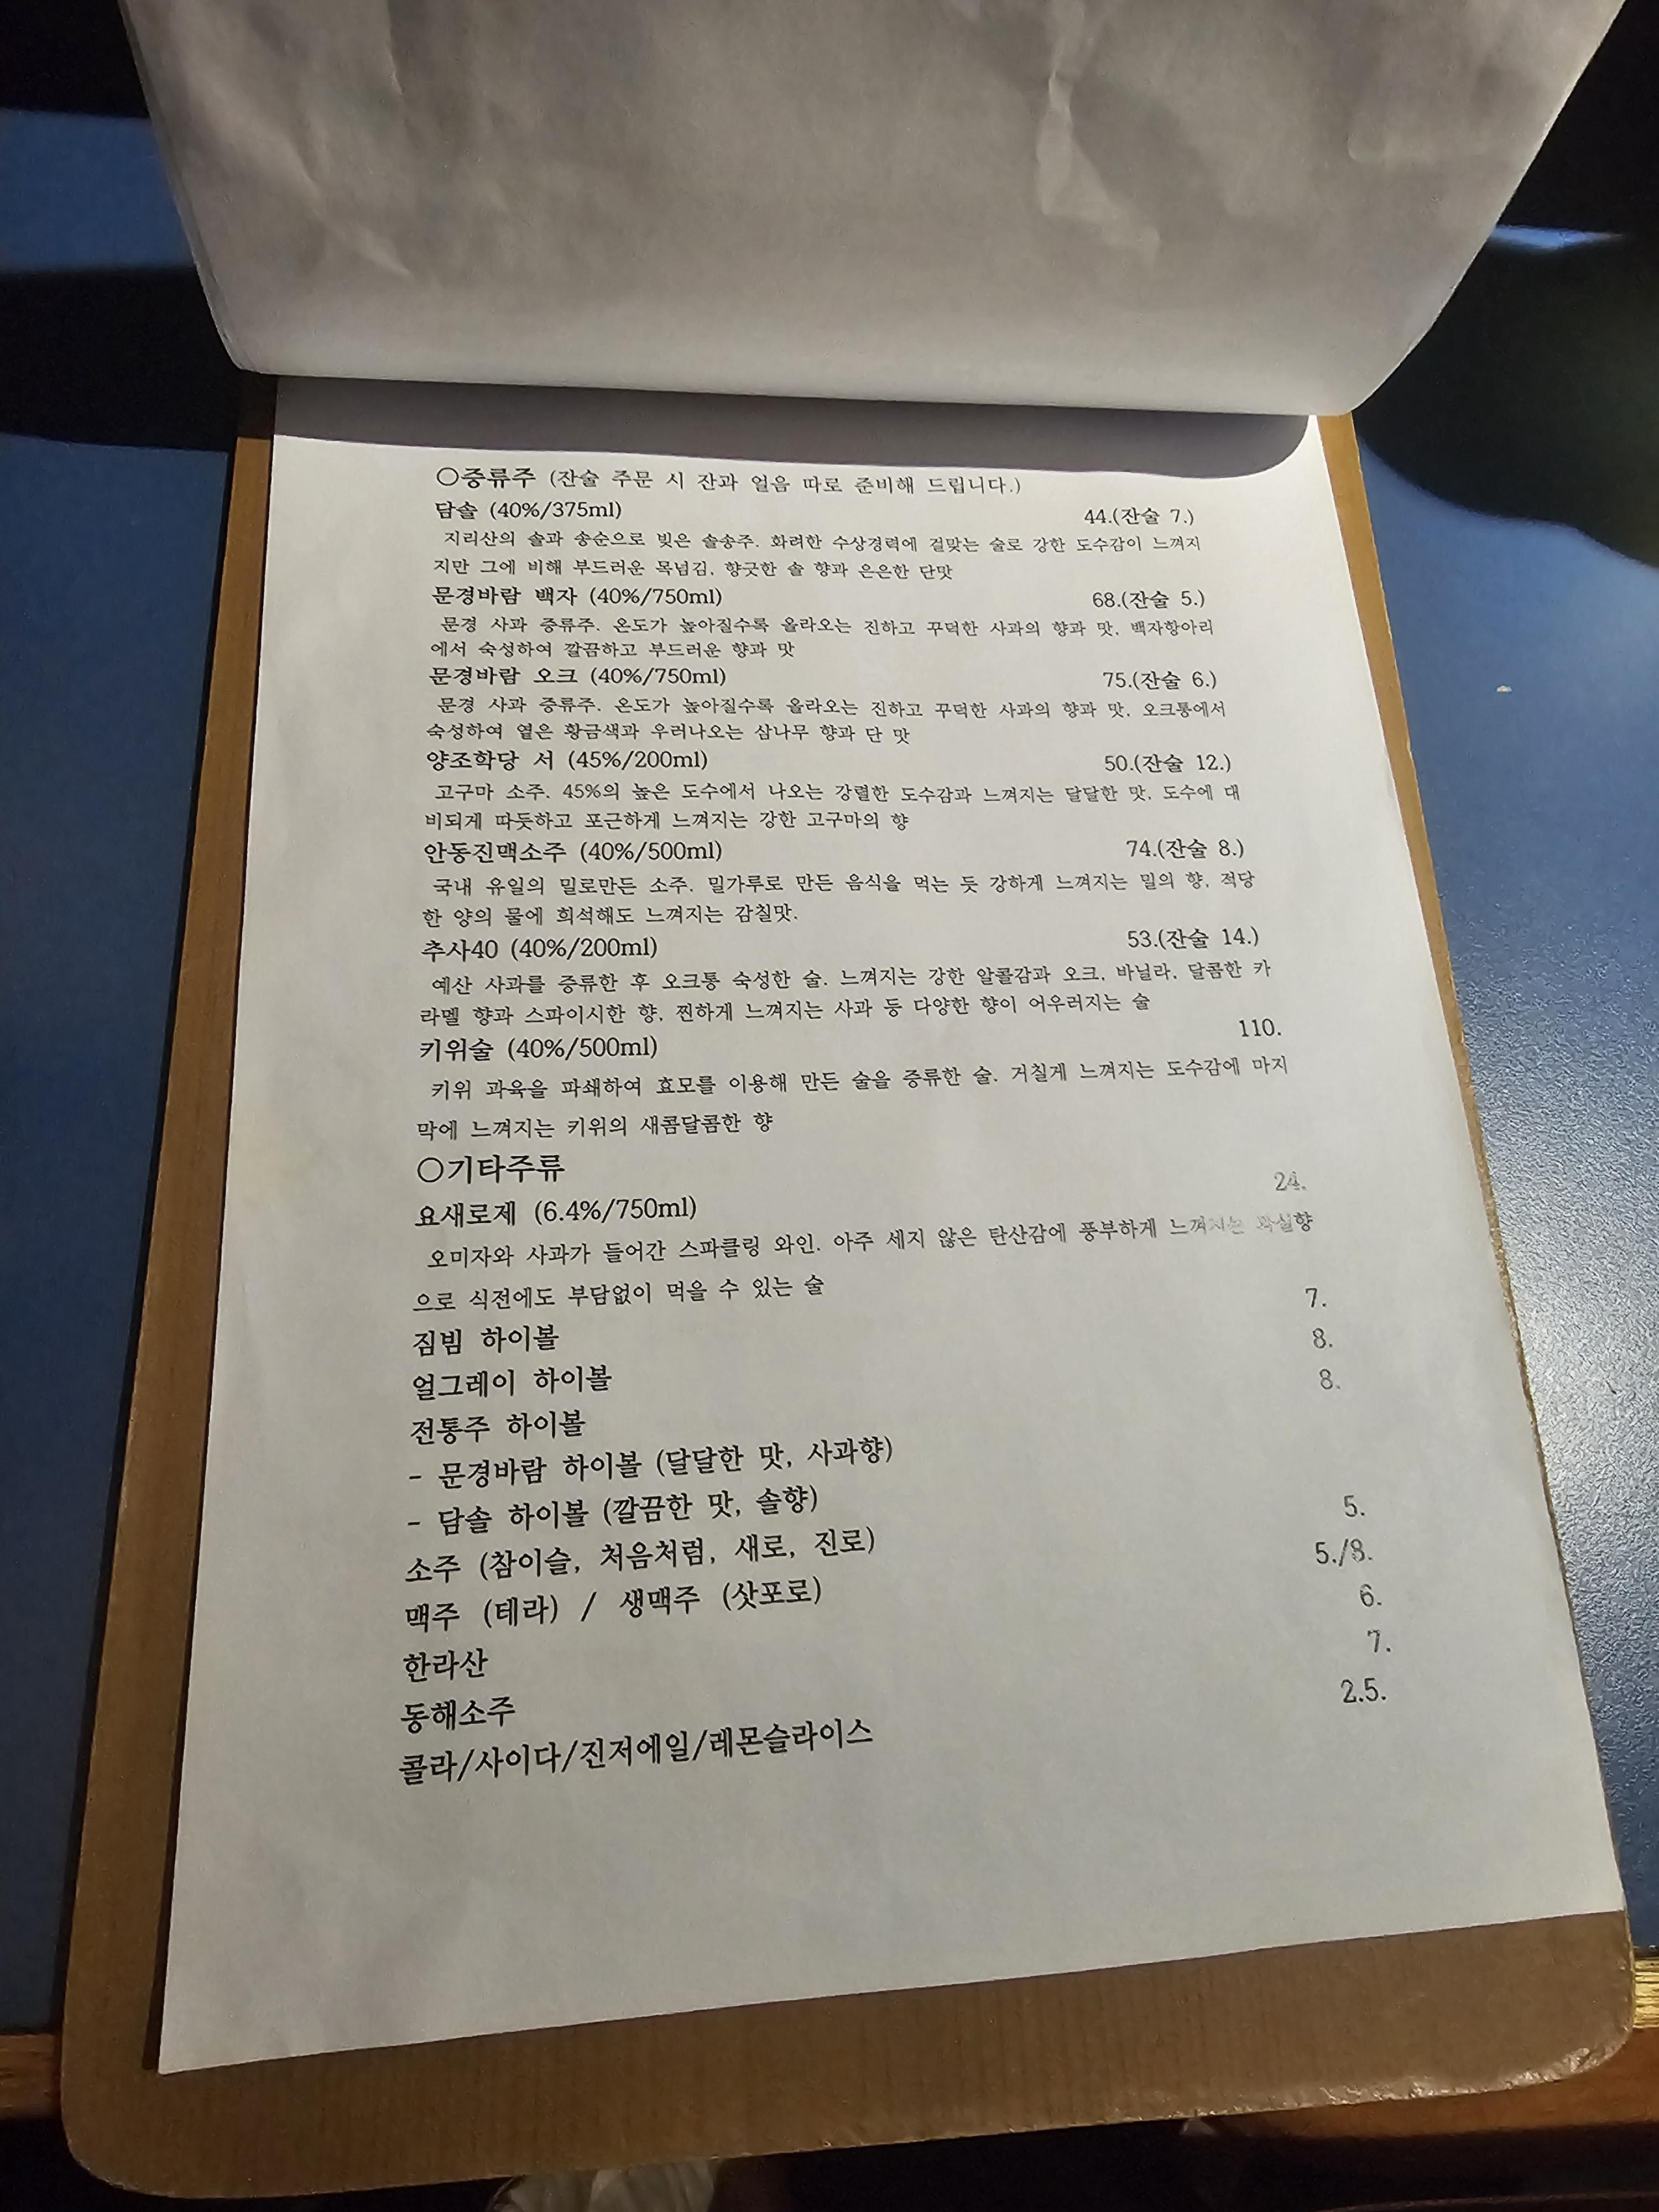 ○증류주 (잔술 주문 시 잔과 얼음 따로 준비해 드립니다.)
담솔 (40%/375ml) 44.(잔술 7.)
지리산의 솔과 송순으로 빚은 솔송주. 화려한 수상경력에 걸맞는 술로 강한 도수감이 느껴지
지만 그에 비해 부드러운 목넘김, 향긋한 솔 향과 은은한 단맛
문경바람 백자 (40%/750ml) 68.(잔술 5.)
문경 사과 증류주. 온도가 높아질수록 올라오는 진하고 꾸덕한 사과의 향과 맛, 백자항아리
에서 숙성하여 깔끔하고 부드러운 향과 맛
문경바람 오크 (40%/750ml) 75.(잔술 6.)
문경 사과 증류주. 온도가 높아질수록 올라오는 진하고 꾸덕한 사과의 향과 맛, 오크통에서
숙성하여 옅은 황금색과 우러나오는 삼나무 향과 단 맛
양조학당 서 (45%/200ml) 50.(잔술 12.)
고구마 소주. 45%의 높은 도수에서 나오는 강렬한 도수감과 느껴지는 달달한 맛, 도수에 대
비되게 따듯하고 포근하게 느껴지는 강한 고구마의 향
안동진맥소주 (40%/500ml) 74.(잔술 8.)
국내 유일의 밀로만든 소주. 밀가루로 만든 음식을 먹는 듯 강하게 느껴지는 밀의 향, 적당
한 양의 물에 희석해도 느껴지는 감칠맛.
추사40 (40%/200ml) 53.(잔술 14.)
예산 사과를 증류한 후 오크통 숙성한 술. 느껴지는 강한 알콜감과 오크, 바닐라, 달콤한 카
라멜 향과 스파이시한 향, 찐하게 느껴지는 사과 등 다양한 향이 어우러지는 술
키위술 (40%/500ml) 110.
키위 과육을 파쇄하여 효모를 이용해 만든 술을 증류한 술. 거칠게 느껴지는 도수감에 마지
막에 느껴지는 키위의 새콤달콤한 향
○기타주류
요새로제 (6.4%/750ml) 24.
오미자와 사과가 들어간 스파클링 와인. 아주 세지 않은 탄산감에 풍부하게 느껴지는 과실향
으로 식전에도 부담없이 먹을 수 있는 술
짐빔 하이볼 7.
얼그레이 하이볼 8.
전통주 하이볼 8.
- 문경바람 하이볼 (달달한 맛, 사과향)
- 담솔 하이볼 (깔끔한 맛, 솔향)
소주 (참이슬, 처음처럼, 새로, 진로) 5.
맥주 (테라) / 생맥주 (삿포로) 5./8.
한라산 6.
동해소주 7.
콜라/사이다/진저에일/레몬슬라이스 2.5.